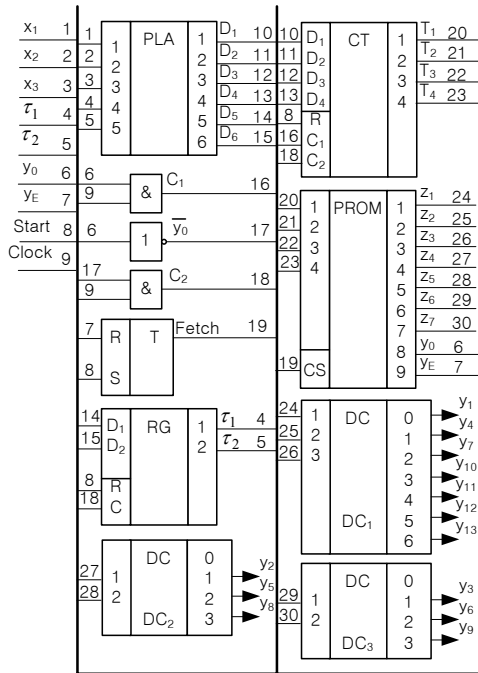 x1 1
x2 2
x3 3
τ1 4
τ2 5
y0 6
yE 7
Start 8
Clock 9
1 1 PLA 1 D1 10
2 2 2 D2 11
3 3 3 D3 12
4 4 4 D4 13
5 5 5 D5 14
6 D6 15
6 & C1 16
9
6 1 y̅0 17
17 & C2 18
9
7 R T Fetch 19
8 S
14 D1 RG 1 τ1 4
15 D2 2 τ2 5
8 R
18 C
27 1 DC 0
28 2 1 y2
2 y5
DC2 3 y8
10 D1 CT 1 T1 20
11 D2 2 T2 21
12 D3 3 T3 22
13 D4 4 T4 23
8 R
16 C1
18 C2
20 1 PROM 1 z1 24
21 2 2 z2 25
22 3 3 z3 26
23 4 4 z4 27
5 z5 28
6 z6 29
7 z7 30
8 y0 6
19 CS 9 yE 7
24 1 DC 0 y1
25 2 1 y4
26 3 2 y7
3 y10
4 y11
5 y12
DC1 6 y13
29 1 DC 0
30 2 1 y3
2 y6
DC3 3 y9